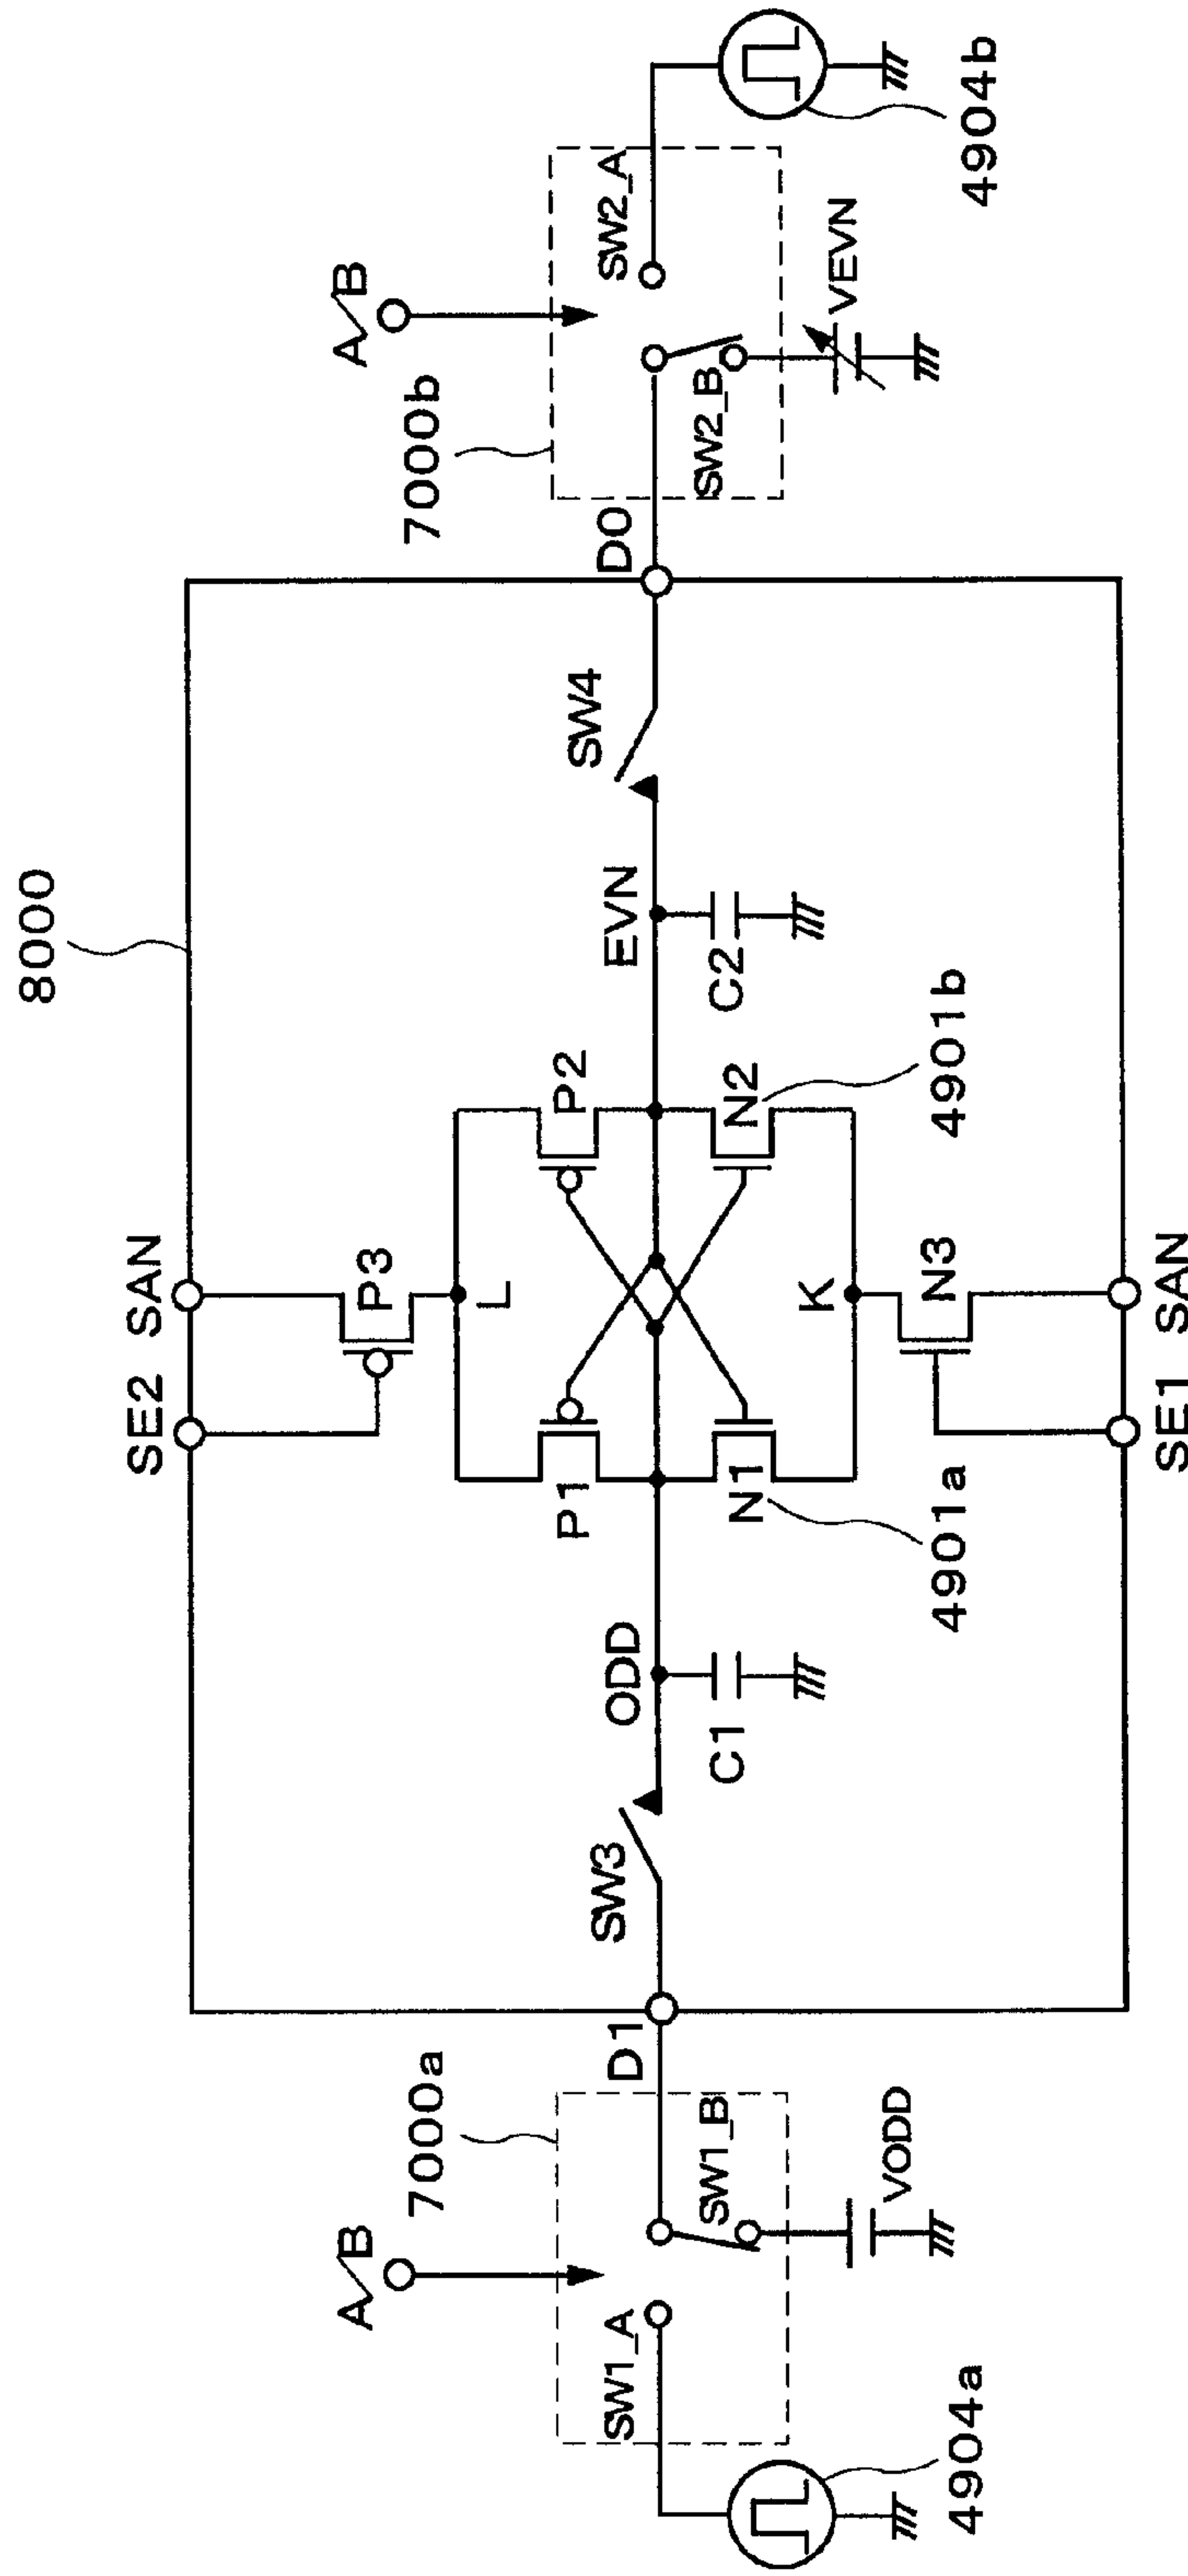 8000
SE2
SAN
A/B
P3
A/B
7000a
7000b
L
P1
P2
SW1_A
D1
SW3
ODD
EVN
SW4
D0
SW2_A
SW1_B
C1
N1
N2
C2
SW2_B
K
VODD
VEVN
N3
4904a
4901a
4901b
4904b
SE1
SAN